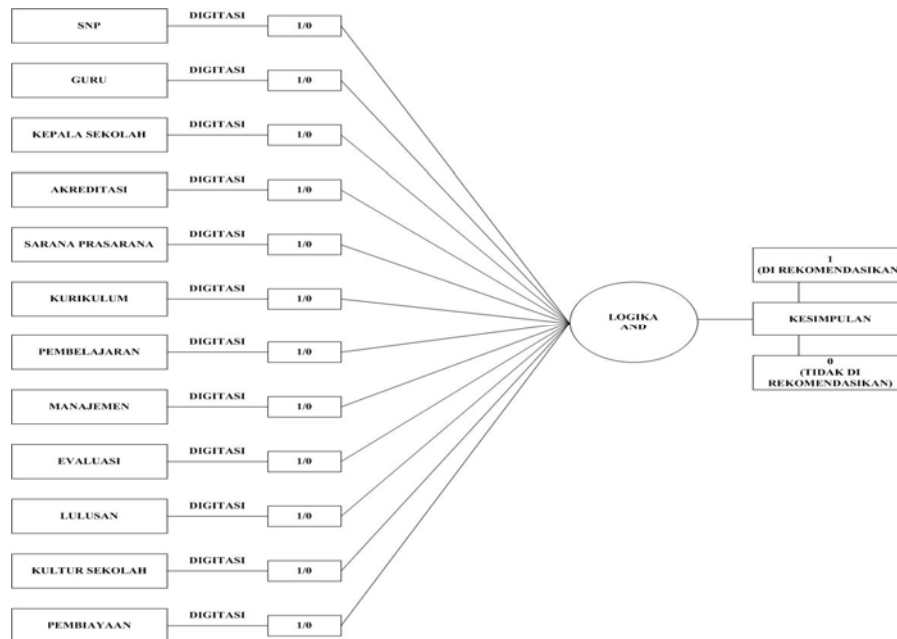 SNP DIGITASI 1/0
GURU DIGITASI 1/0
KEPALA SEKOLAH DIGITASI 1/0
AKREDITASI DIGITASI 1/0
SARANA PRASARANA DIGITASI 1/0
KURIKULUM DIGITASI 1/0
PEMBELAJARAN DIGITASI 1/0
MANAJEMEN DIGITASI 1/0
EVALUASI DIGITASI 1/0
LULUSAN DIGITASI 1/0
KULTUR SEKOLAH DIGITASI 1/0
PEMBIAYAAN DIGITASI 1/0
LOGIKA
AND
1
(DI REKOMENDASIKAN)
KESIMPULAN
0
(TIDAK DI
REKOMENDASIKAN)